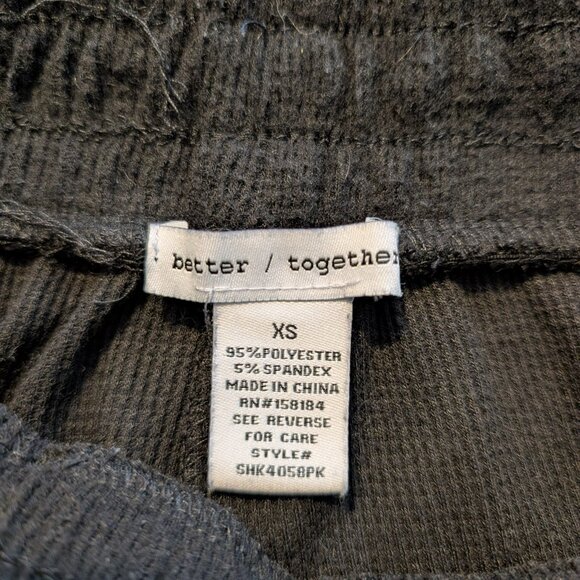 better / together
XS
95%POLYESTER
5%SPANDEX
MADE IN CHINA
RN#158184
SEE REVERSE
FOR CARE
STYLE#
SHK4058PK